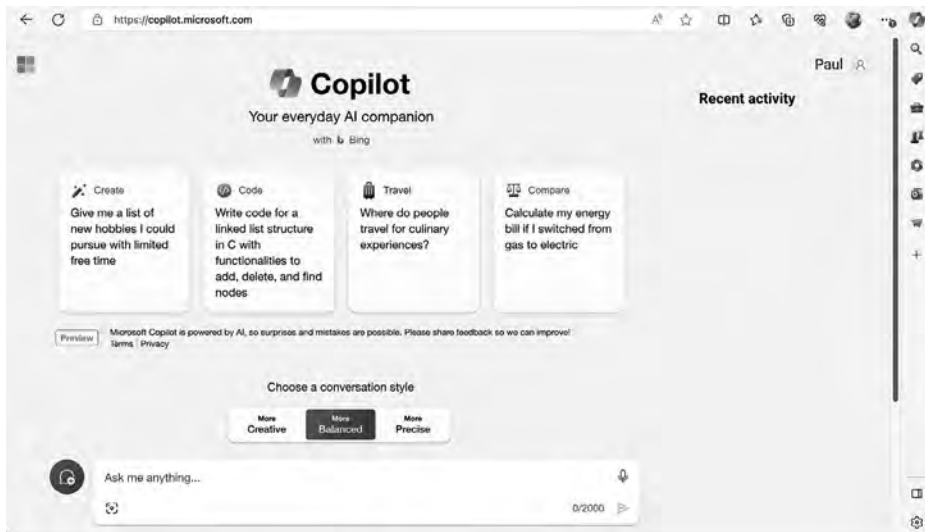 https://copilot.microsoft.com
Paul
Copilot
Recent activity
Your everyday AI companion
with b Bing
Create
Give me a list of
new hobbies I could
pursue with limited
free time
Code
Write code for a
linked list structure
in C with
functionalities to
add, delete, and find
nodes
Travel
Where do people
travel for culinary
experiences?
Compare
Calculate my energy
bill if I switched from
gas to electric
Preview
Microsoft Copilot is powered by AI, so surprises and mistakes are possible. Please share feedback so we can improve!
Terms | Privacy
Choose a conversation style
More
Creative
More
Balanced
More
Precise
Ask me anything...
0/2000